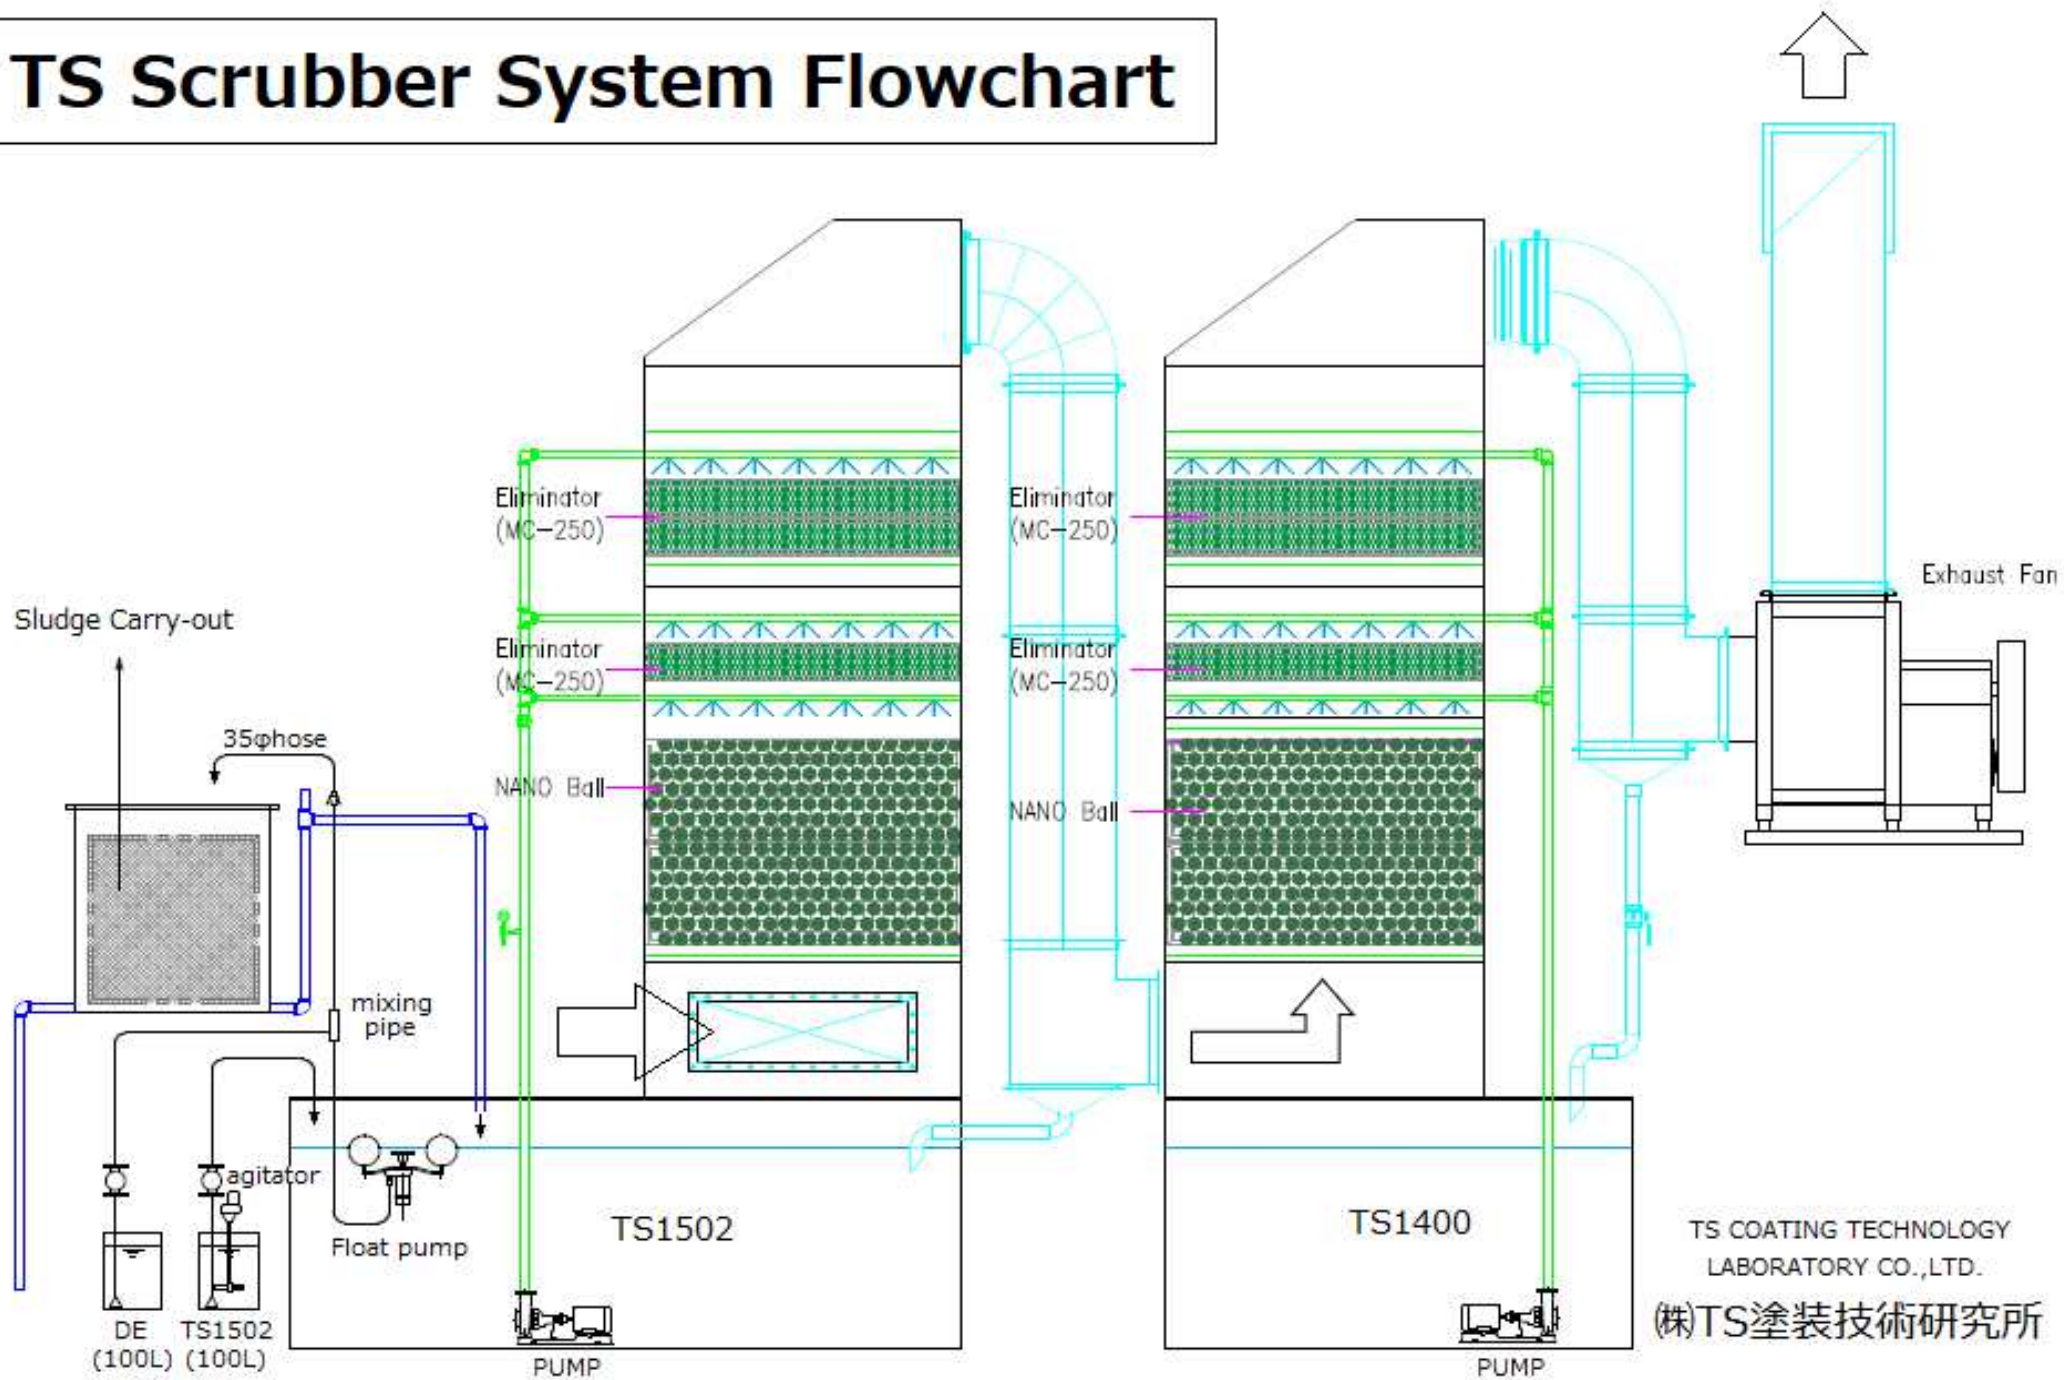 TS Scrubber System Flowchart
Eliminator
(MC-250)
Eliminator
(MC-250)
Exhaust Fan
Sludge Carry-out
Eliminator
(MC-250)
Eliminator
(MC-250)
35φhose
NANO Ball
NANO Ball
mixing
pipe
agitator
Float pump
TS1502
TS1400
DE
(100L)
TS1502
(100L)
PUMP
PUMP
TS COATING TECHNOLOGY
LABORATORY CO.,LTD.
㈱TS塗装技術研究所